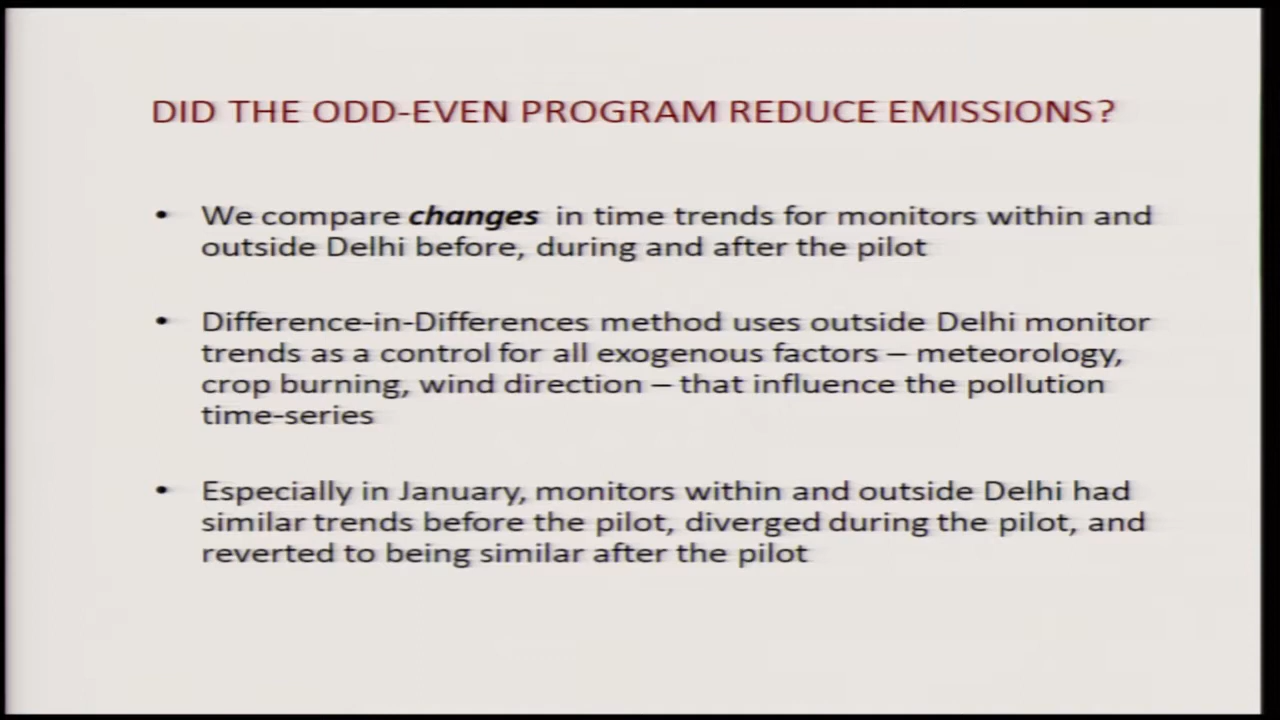 DID THE ODD-EVEN PROGRAM REDUCE EMISSIONS?
• We compare changes in time trends for monitors within and
outside Delhi before, during and after the pilot
• Difference-in-Differences method uses outside Delhi monitor
trends as a control for all exogenous factors – meteorology,
crop burning, wind direction – that influence the pollution
time-series
• Especially in January, monitors within and outside Delhi had
similar trends before the pilot, diverged during the pilot, and
reverted to being similar after the pilot